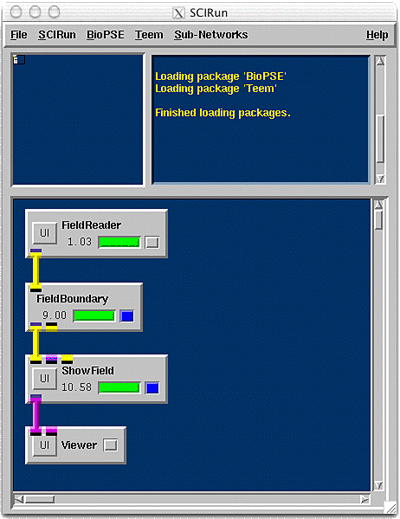 SCIRun
File SCIRun BioPSE Teem Sub-Networks Help
Loading package 'BioPSE'
Loading package 'Teem'
Finished loading packages.
UI FieldReader
1.03
FieldBoundary
9.00
UI ShowField
10.58
UI Viewer